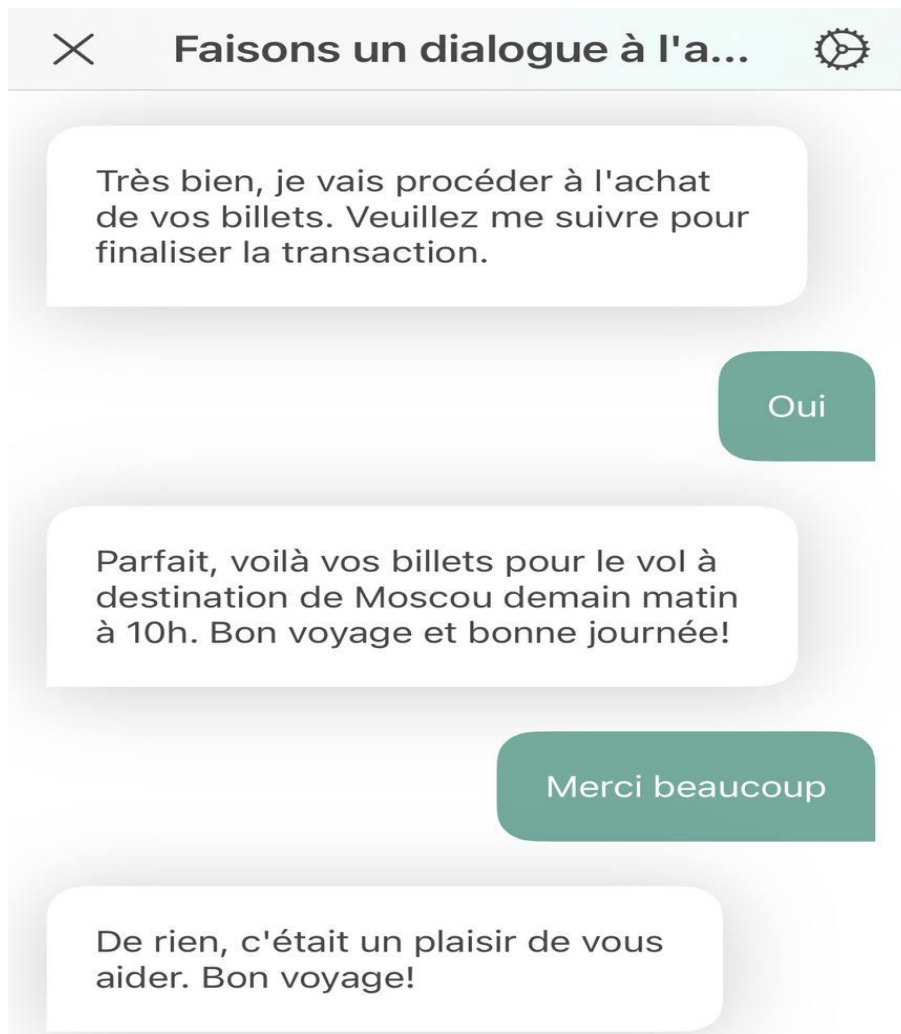 Faisons un dialogue à l'a...
Très bien, je vais procéder à l'achat
de vos billets. Veuillez me suivre pour
finaliser la transaction.
Oui
Parfait, voilà vos billets pour le vol à
destination de Moscou demain matin
à 10h. Bon voyage et bonne journée!
Merci beaucoup
De rien, c'était un plaisir de vous
aider. Bon voyage!